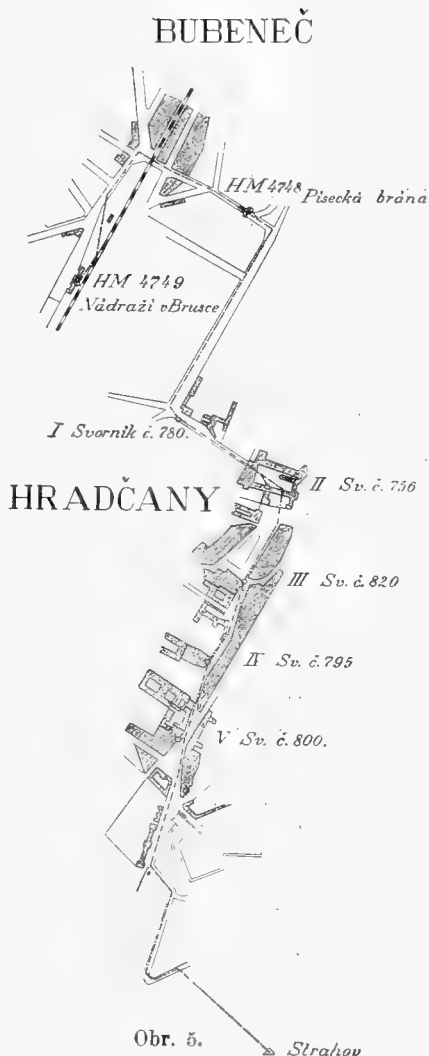 BUBENEČ
HM 4748
Písecká brána
HM 4749
Nádraží v Brusce
I Svorník č. 780.
HRADČANY
II Sv. č. 756
III Sv. č. 820
IV Sv. č. 795
V Sv. č. 800.
Obr. 5.
Strahov